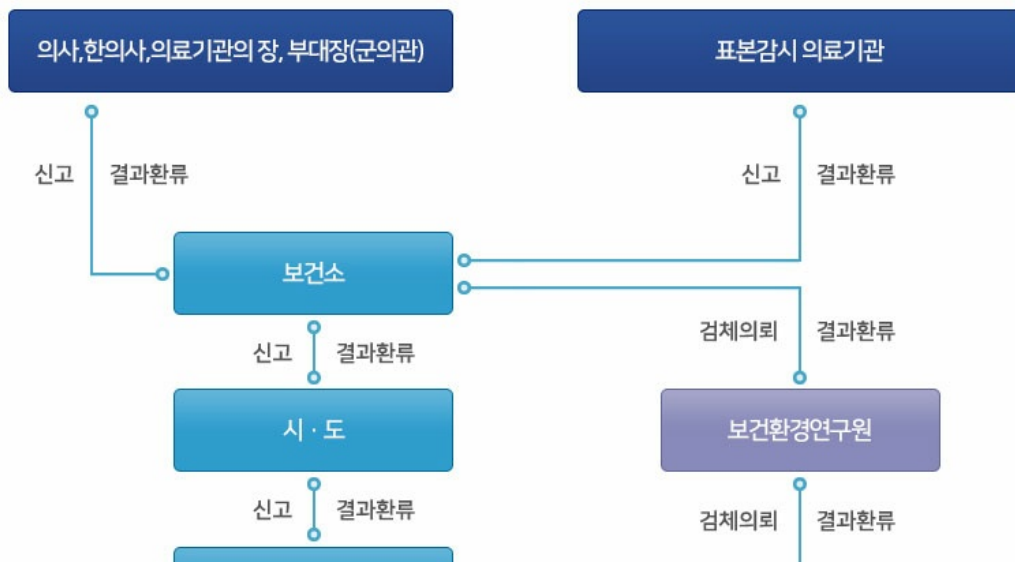 의사,한의사,의료기관의 장, 부대장(군의관)
표본감시 의료기관
신고
결과환류
신고
결과환류
보건소
검체의뢰
결과환류
신고
결과환류
시 · 도
보건환경연구원
신고
결과환류
검체의뢰
결과환류